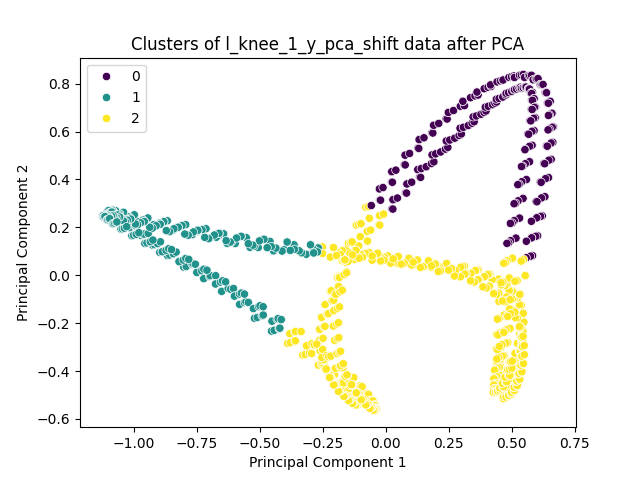 Clusters of l_knee_1_y_pca_shift data after PCA
0
1
2
Principal Component 2
0.8
0.6
0.4
0.2
0.0
−0.2
−0.4
−0.6
−1.00 −0.75 −0.50 −0.25 0.00 0.25 0.50 0.75
Principal Component 1